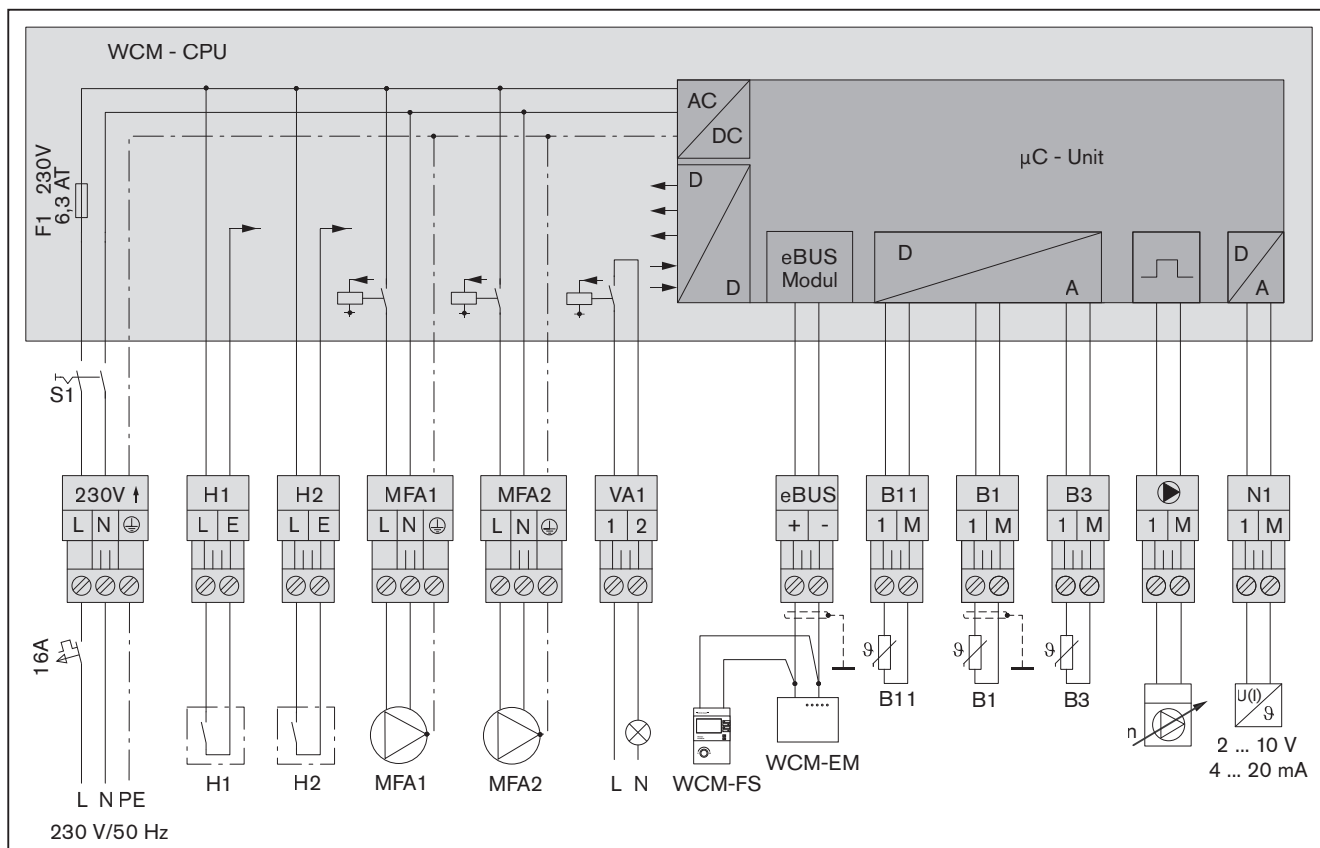 WCM - CPU
AC
DC
µC - Unit
F1 230V
6,3 AT
D
D
eBUS
Modul
D
A
D
A
S1
230V H1 H2 MFA1 MFA2 VA1 eBUS B11 B1 B3 N1
L N L E L E L N L N 1 2 + - 1 M 1 M 1 M 1 M 1 M
16A
ϑ ϑ ϑ
B11 B1 B3
U(I)
ϑ
n
H1 H2 MFA1 MFA2 L N WCM-FS WCM-EM
2 ... 10 V
4 ... 20 mA
L N PE
230 V/50 Hz